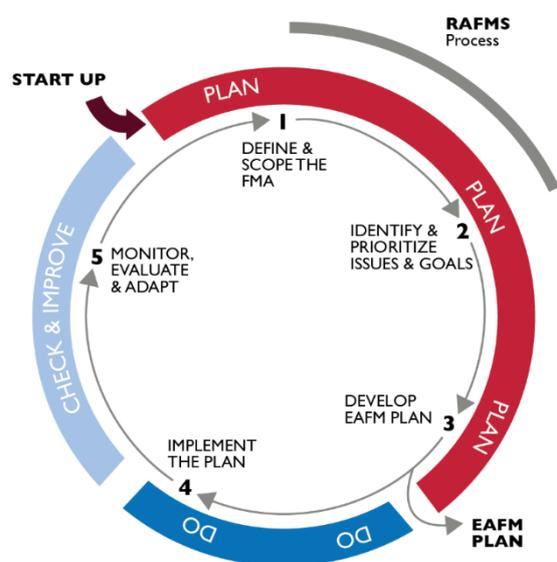 RAFMS
Process
START UP
PLAN
1
DEFINE &
SCOPE THE
FMA
PLAN
2
IDENTIFY &
PRIORITIZE
ISSUES & GOALS
PLAN
3
DEVELOP
EAFM PLAN
EAFM
PLAN
DO
DO
4
IMPLEMENT
THE PLAN
CHECK & IMPROVE
5
MONITOR,
EVALUATE
& ADAPT